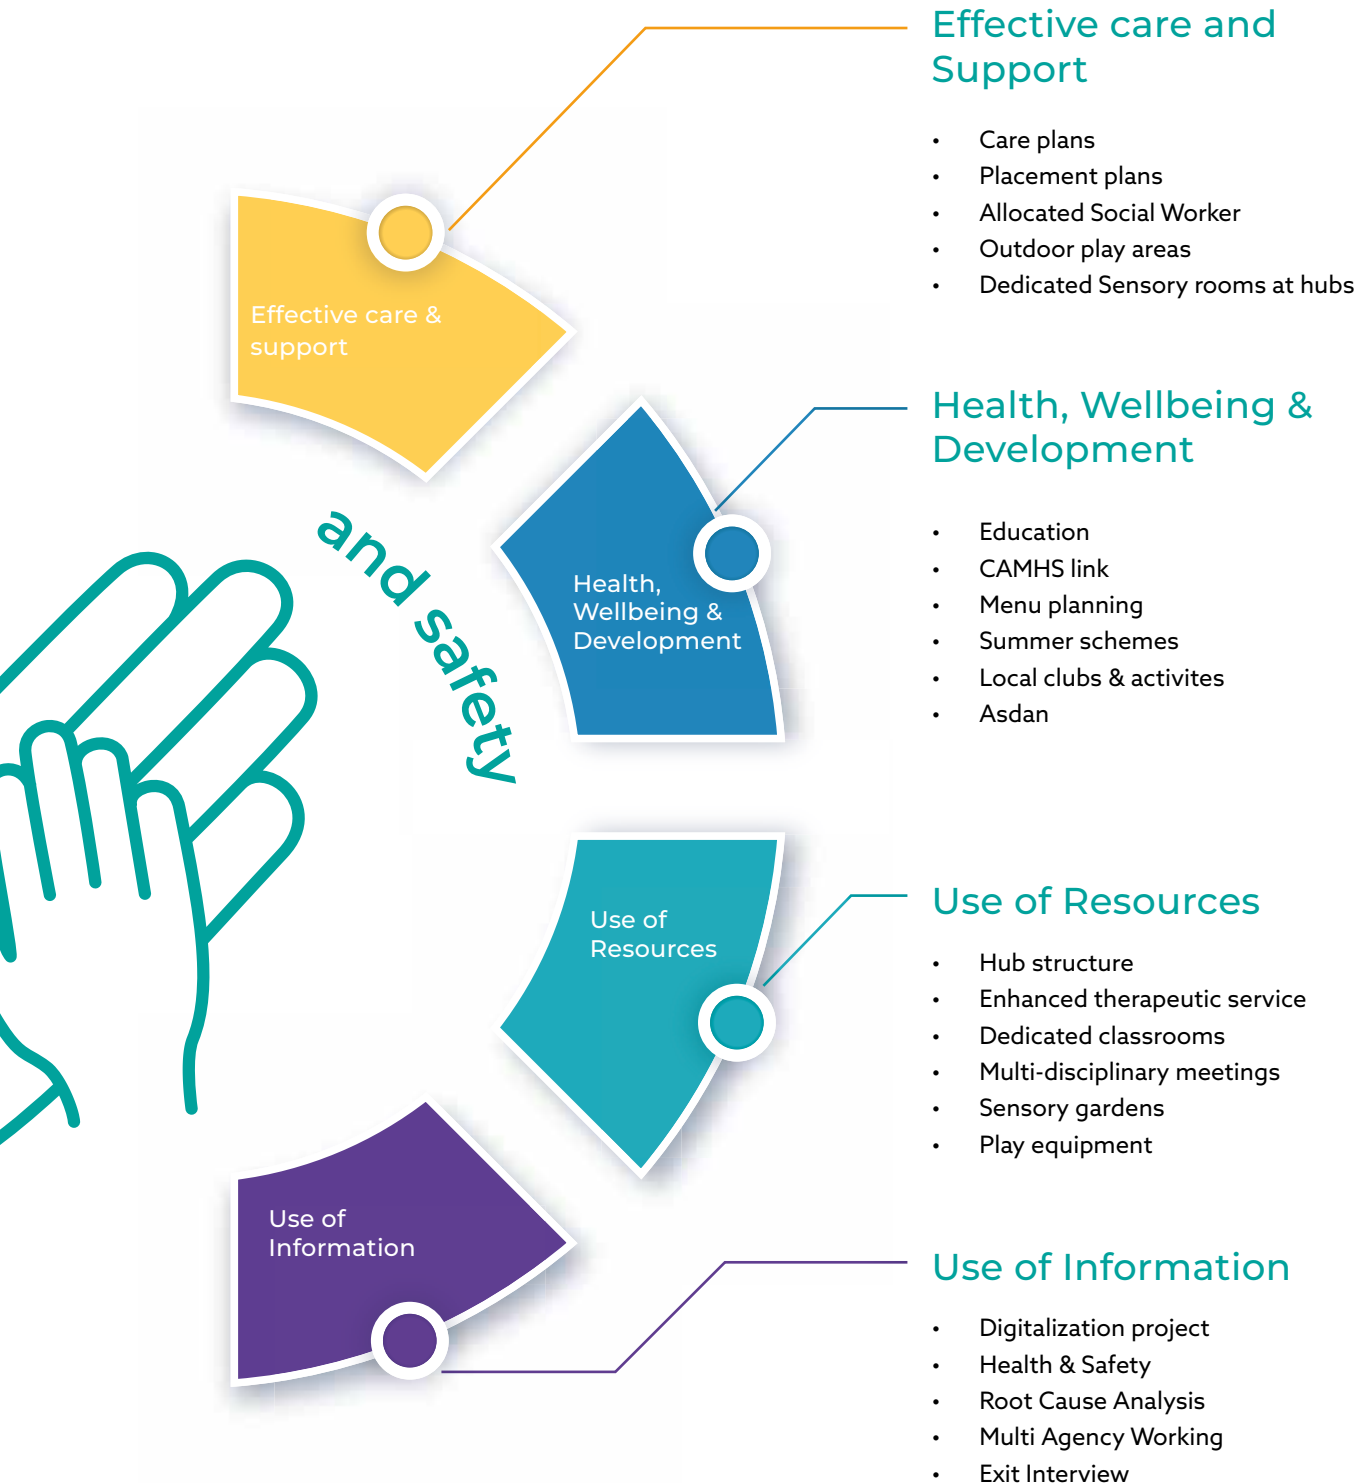 Effective care and
Support
• Care plans
• Placement plans
• Allocated Social Worker
• Outdoor play areas
• Dedicated Sensory rooms at hubs
Effective care &
support
Health, Wellbeing &
Development
• Education
• CAMHS link
• Menu planning
• Summer schemes
• Local clubs & activites
• Asdan
Health,
Wellbeing &
Development
and safety
Use of Resources
• Hub structure
• Enhanced therapeutic service
• Dedicated classrooms
• Multi-disciplinary meetings
• Sensory gardens
• Play equipment
Use of
Resources
Use of Information
• Digitalization project
• Health & Safety
• Root Cause Analysis
• Multi Agency Working
• Exit Interview
Use of
Information